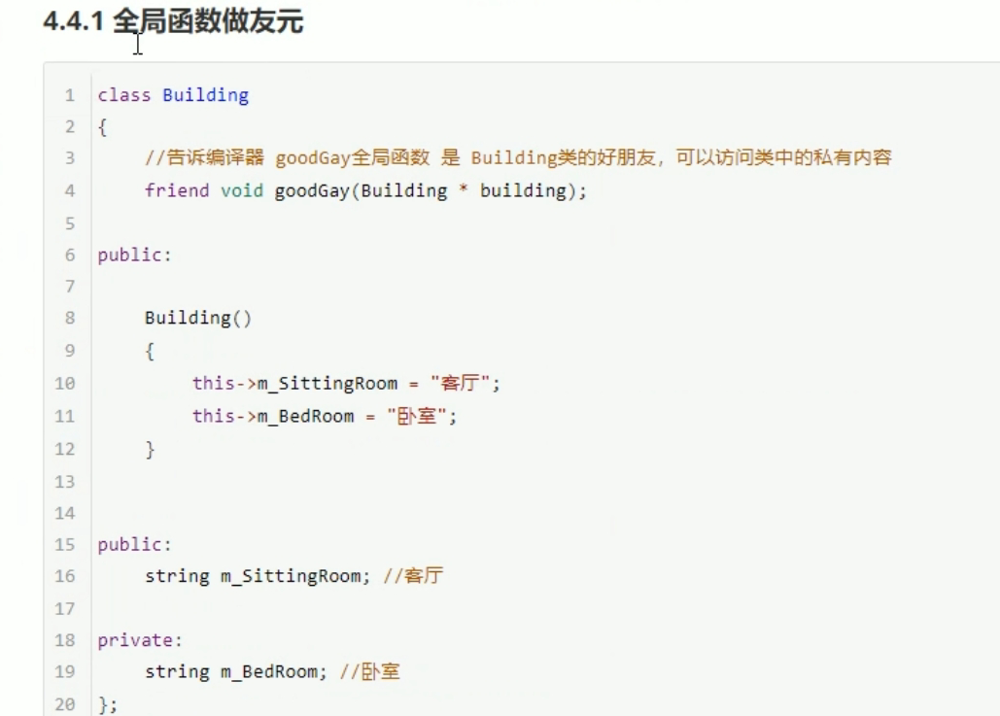 4.4.1 全局函数做友元
1 class Building
2 {
3 //告诉编译器 goodGay全局函数 是 Building类的好朋友，可以访问类中的私有内容
4 friend void goodGay(Building * building);
5
6 public:
7
8 Building()
9 {
10 this->m_SittingRoom = "客厅";
11 this->m_BedRoom = "卧室";
12 }
13
14
15 public:
16 string m_SittingRoom; //客厅
17
18 private:
19 string m_BedRoom; //卧室
20 };